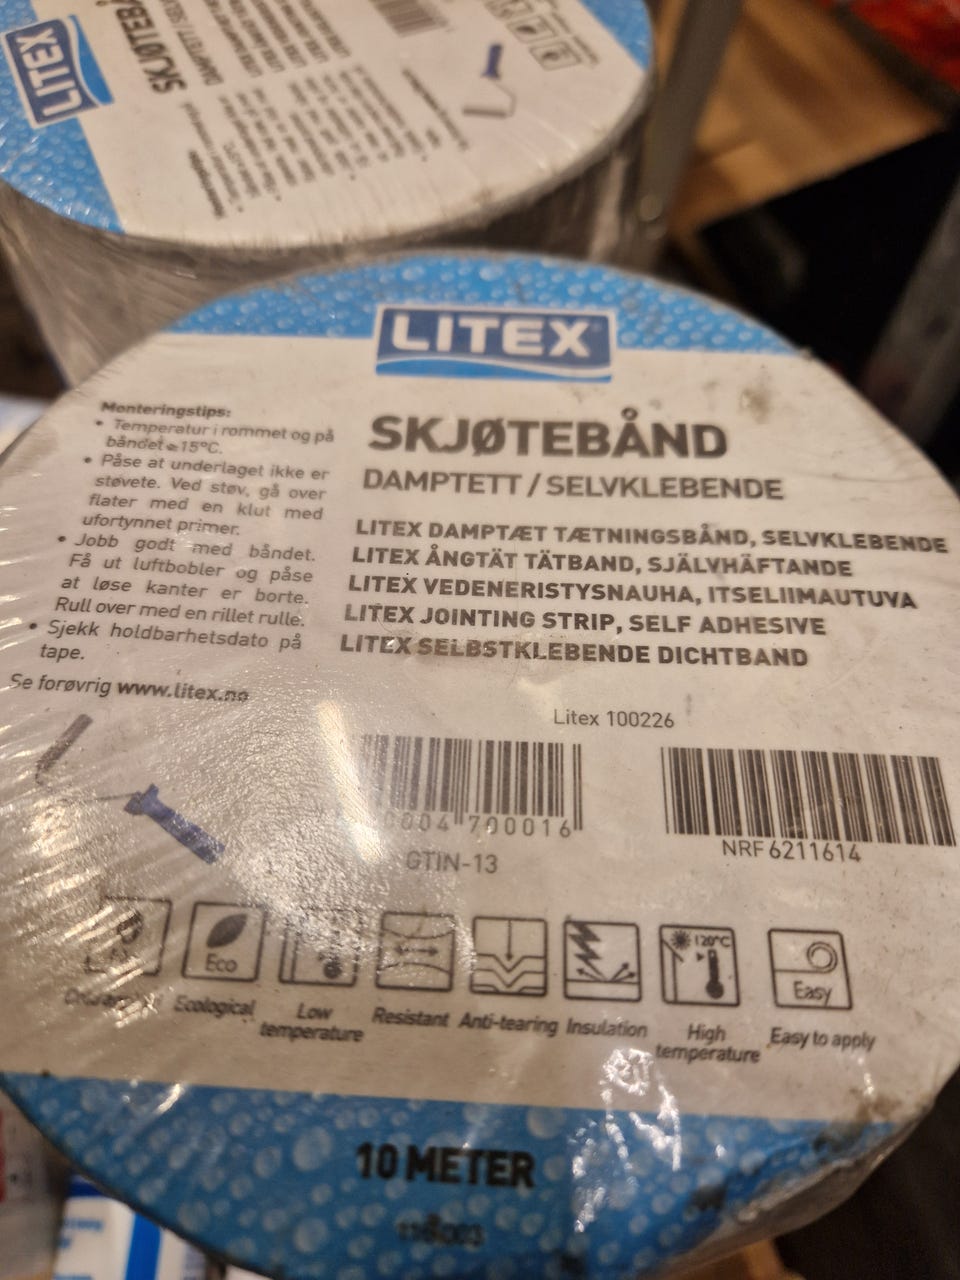 LITEX
SKJØTEBÅ
LITEX
Monteringstips:
• Temperatur i rommet og på
båndet ≥15°C.
• Påse at underlaget ikke er
støvete. Ved støv, gå over
flater med en klut med
ufortynnet primer.
• Jobb godt med båndet.
Få ut luftbobler og påse
at løse kanter er borte.
Rull over med en rillet rulle.
• Sjekk holdbarhetsdato på
tape.
Se forøvrig www.litex.no
SKJØTEBÅND
DAMPTETT / SELVKLEBENDE
LITEX DAMPTÆT TÆTNINGSBÅND, SELVKLEBENDE
LITEX ÅNGTÄT TÄTBAND, SJÄLVHÄFTANDE
LITEX VEDENERISTYSNAUHA, ITSELIIMAUTUVA
LITEX JOINTING STRIP, SELF ADHESIVE
LITEX SELBSTKLEBENDE DICHTBAND
Litex 100226
0004 700016
GTIN-13
NRF 6211614
Eco
120°C
Easy
Ecological
Low
temperature
Resistant
Anti-tearing
Insulation
High
temperature
Easy to apply
10 METER